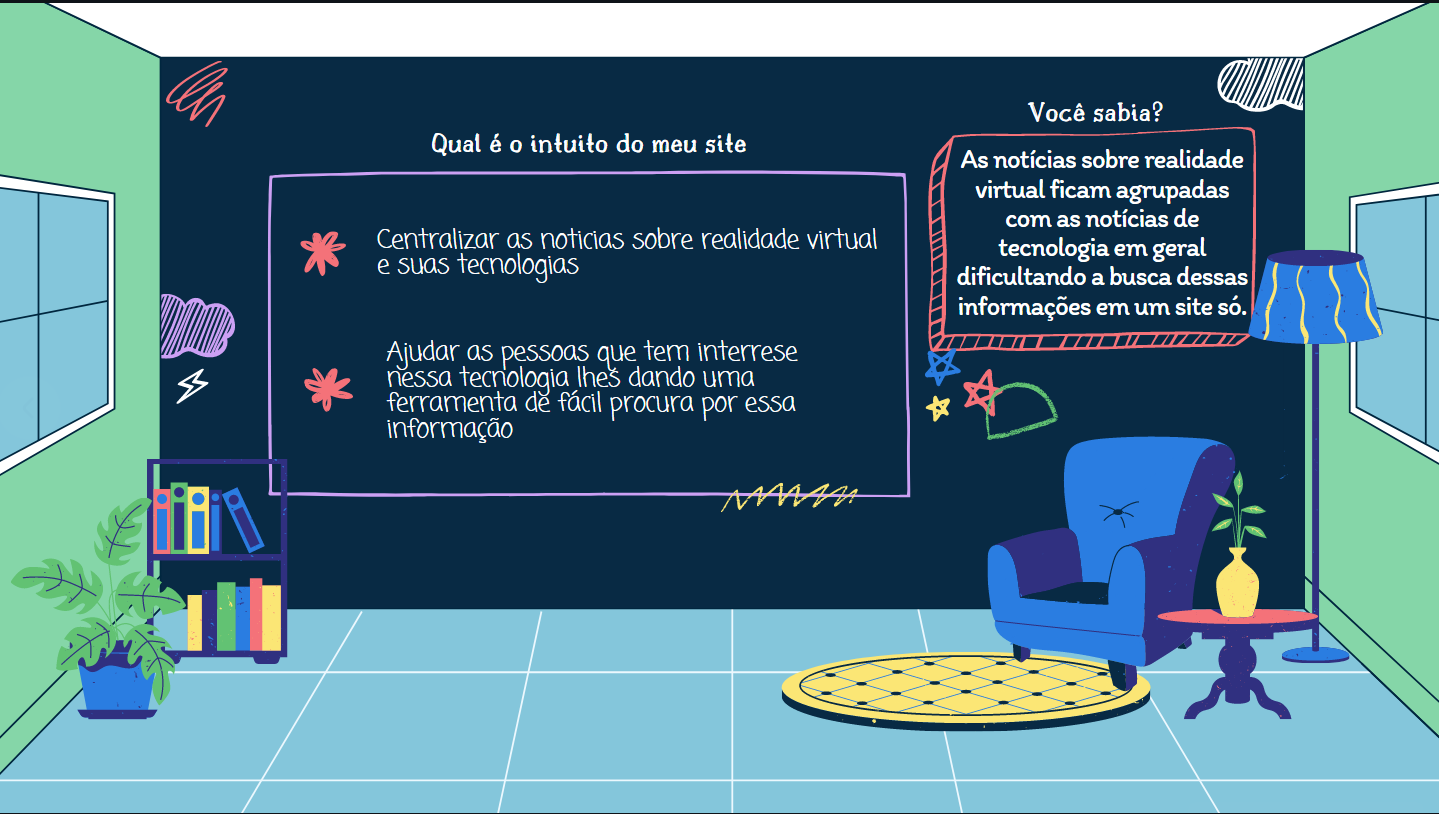 Qual é o intuito do meu site
Centralizar as noticias sobre realidade virtual
e suas tecnologias
Ajudar as pessoas que tem interrese
nessa tecnologia lhes dando uma
ferramenta de fácil procura por essa
informação
Você sabia?
As notícias sobre realidade
virtual ficam agrupadas
com as notícias de
tecnologia em geral
dificultando a busca dessas
informações em um site só.